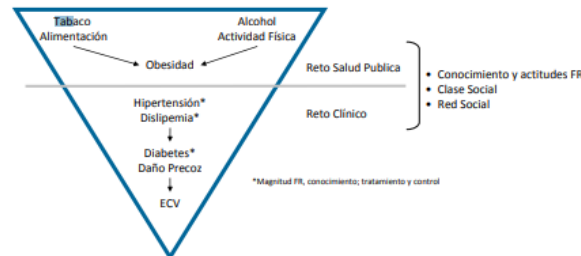 Tabaco
Alimentación
Alcohol
Actividad Física
Obesidad
Reto Salud Publica
Hipertensión*
Dislipemia*
Reto Clínico
• Conocimiento y actitudes FR
• Clase Social
• Red Social
Diabetes*
Daño Precoz
*Magnitud FR, conocimiento; tratamiento y control
ECV